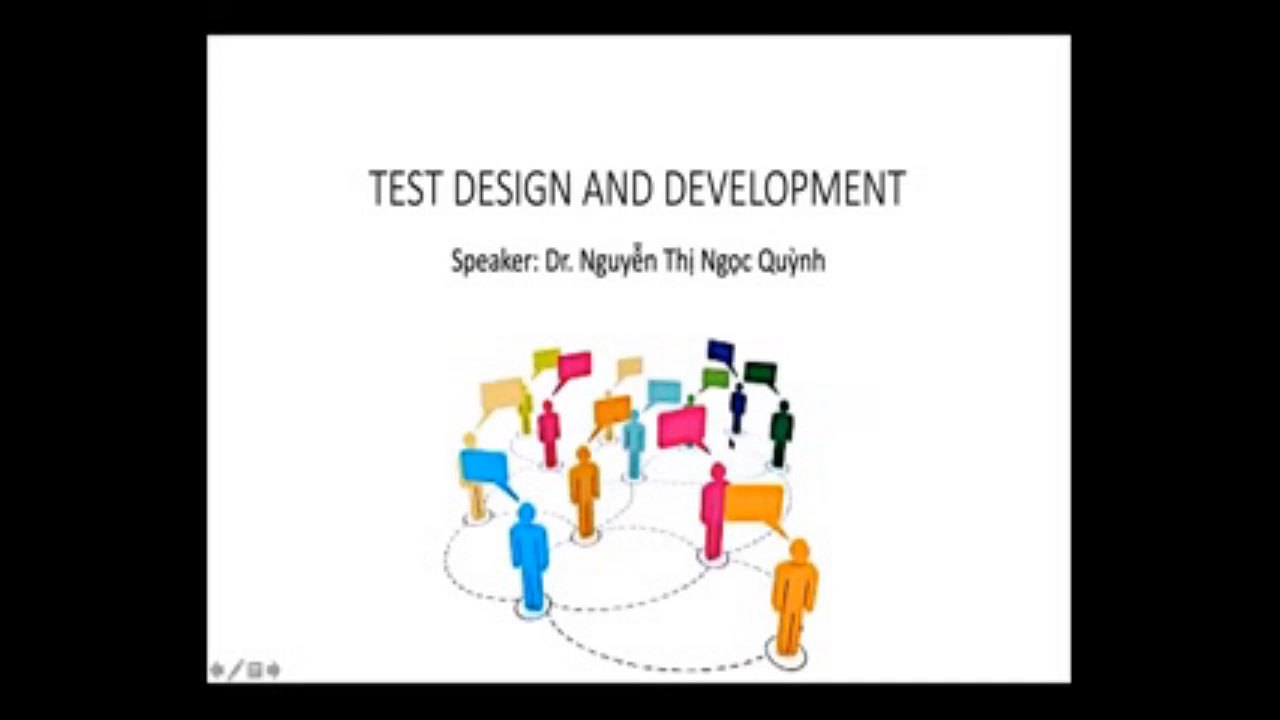 TEST DESIGN AND DEVELOPMENT
Speaker: Dr. Nguyễn Thị Ngọc Quỳnh